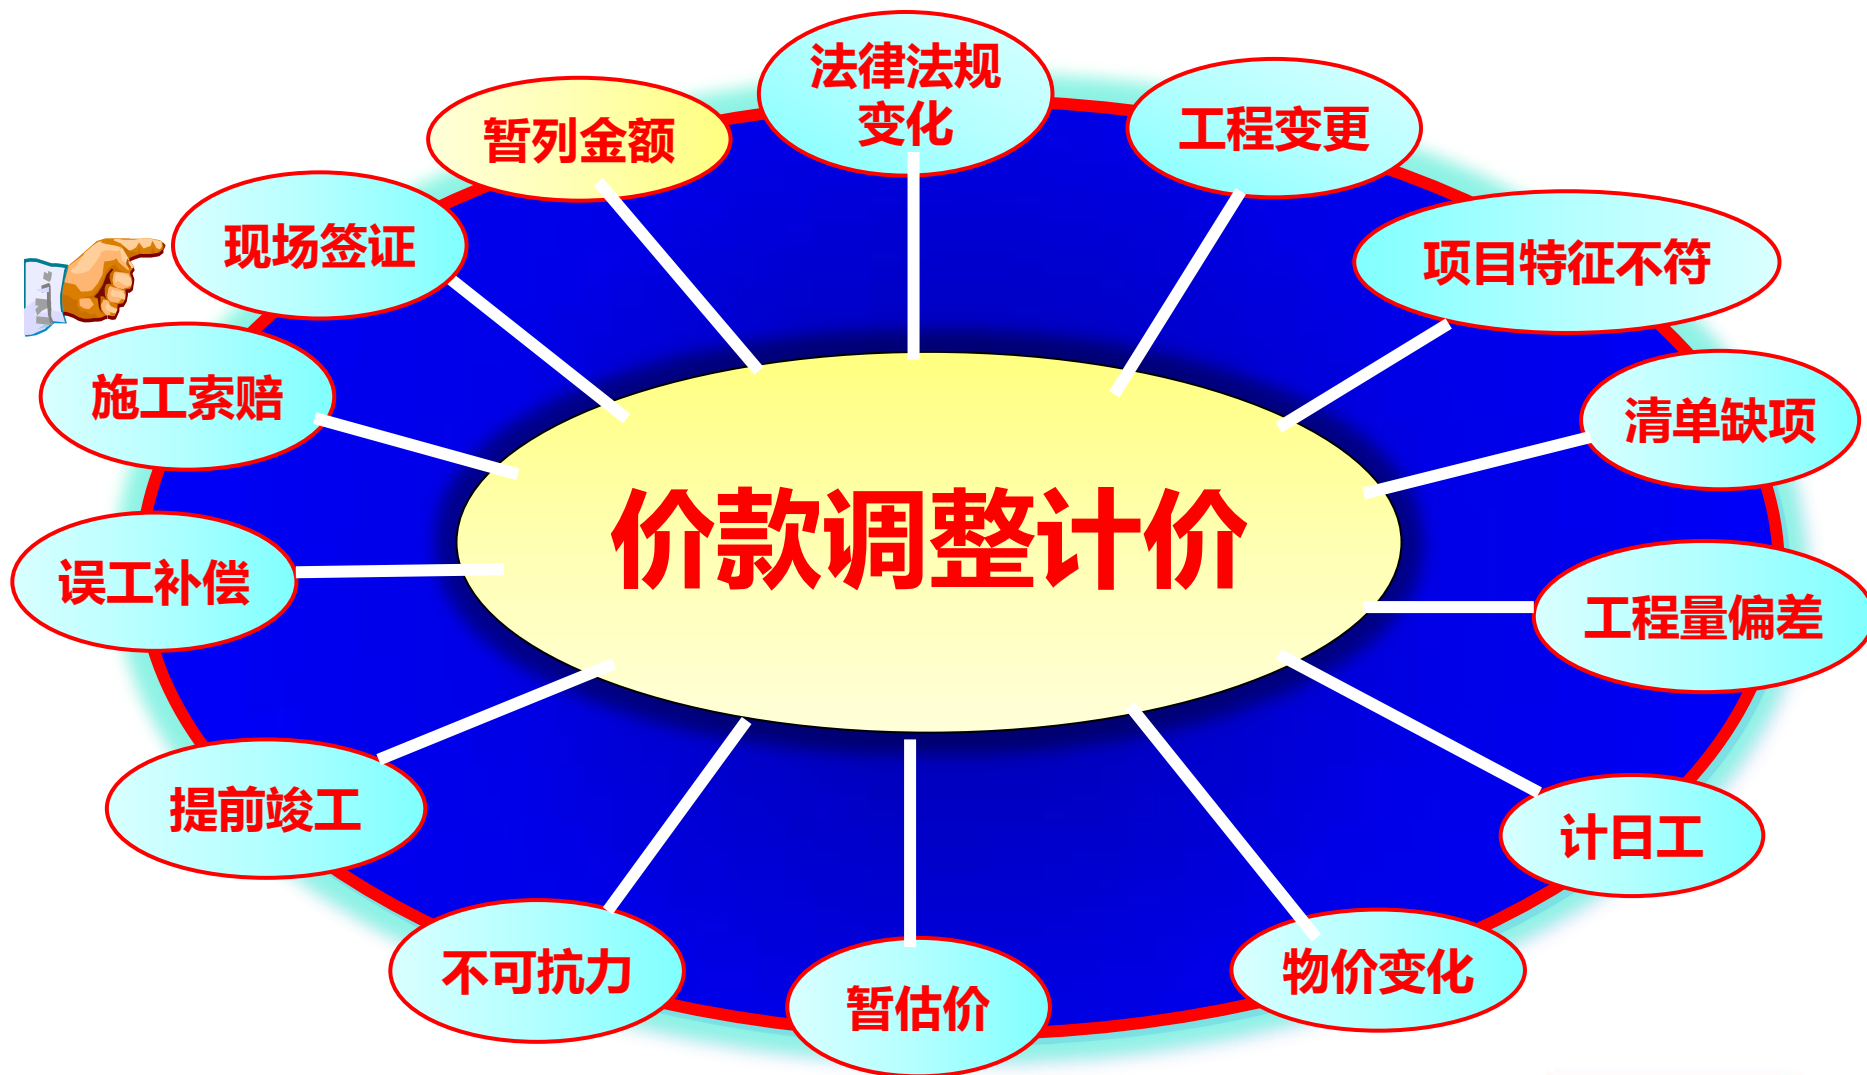 法律法规
变化
工程变更
暂列金额
现场签证
项目特征不符
施工索赔
清单缺项
价款调整计价
误工补偿
工程量偏差
提前竣工
计日工
不可抗力
物价变化
暂估价